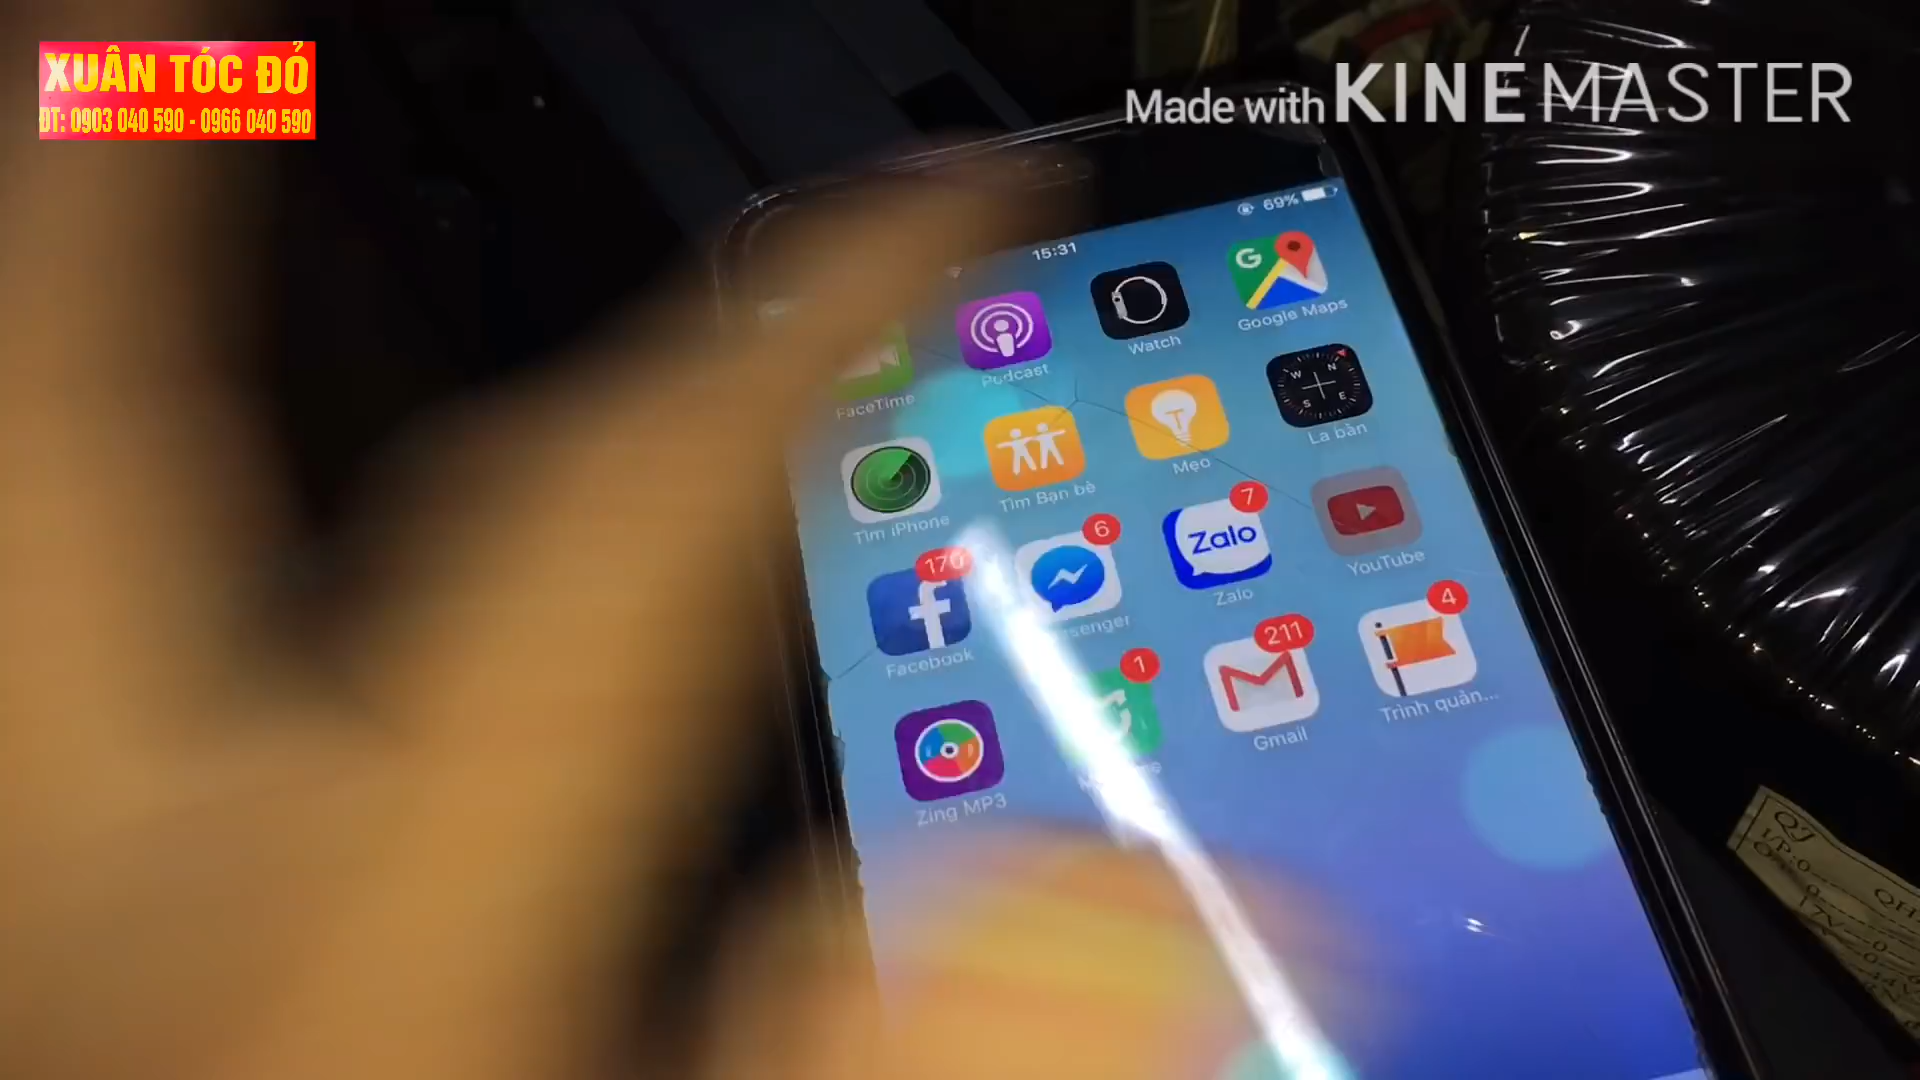 XUÂN TÓC ĐỎ
ĐT: 0903 040 590 - 0966 040 590
Made with KINEMASTER
15:31
69%
FaceTime
Podcast
Watch
Google Maps
Tìm iPhone
Tìm Bạn bè
Mẹo
La bàn
W N
S E
170
6
7
Zalo
Facebook
senger
Zalo
YouTube
1
211
4
Zing MP3
Gmail
Trình quản...